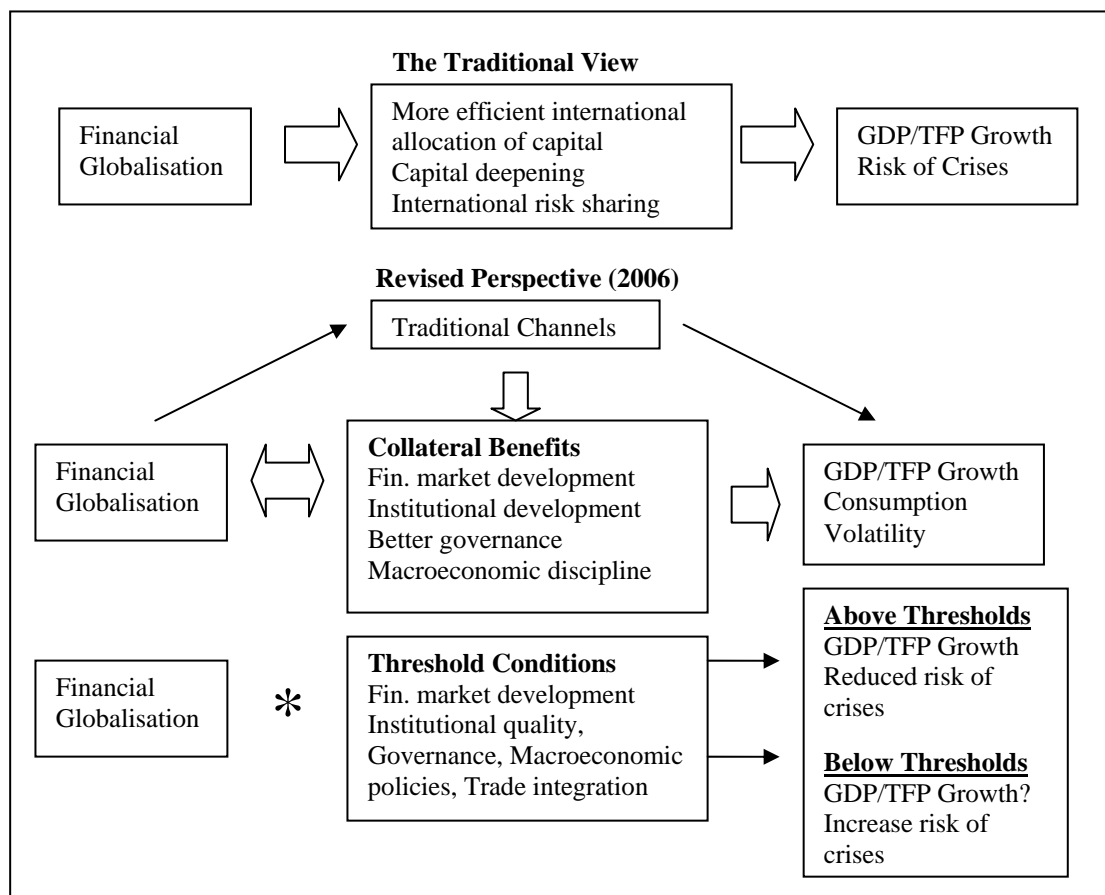 The Traditional View
Financial
Globalisation
More efficient international
allocation of capital
Capital deepening
International risk sharing
GDP/TFP Growth
Risk of Crises
Revised Perspective (2006)
Traditional Channels
Financial
Globalisation
Collateral Benefits
Fin. market development
Institutional development
Better governance
Macroeconomic discipline
GDP/TFP Growth
Consumption
Volatility
Financial
Globalisation
*
Threshold Conditions
Fin. market development
Institutional quality,
Governance, Macroeconomic
policies, Trade integration
Above Thresholds
GDP/TFP Growth
Reduced risk of
crises
Below Thresholds
GDP/TFP Growth?
Increase risk of
crises